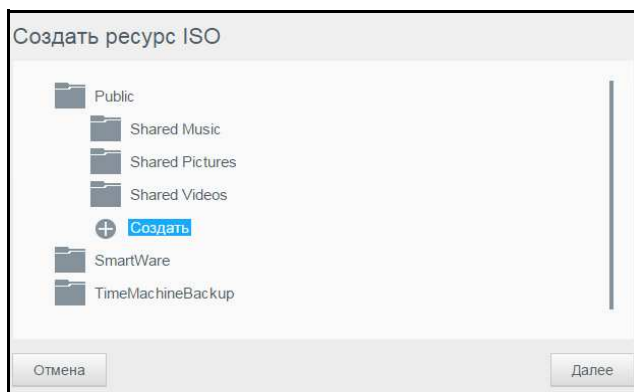 Создать ресурс ISO
Public
Shared Music
Shared Pictures
Shared Videos
Создать
SmartWare
TimeMachineBackup
Отмена
Далее